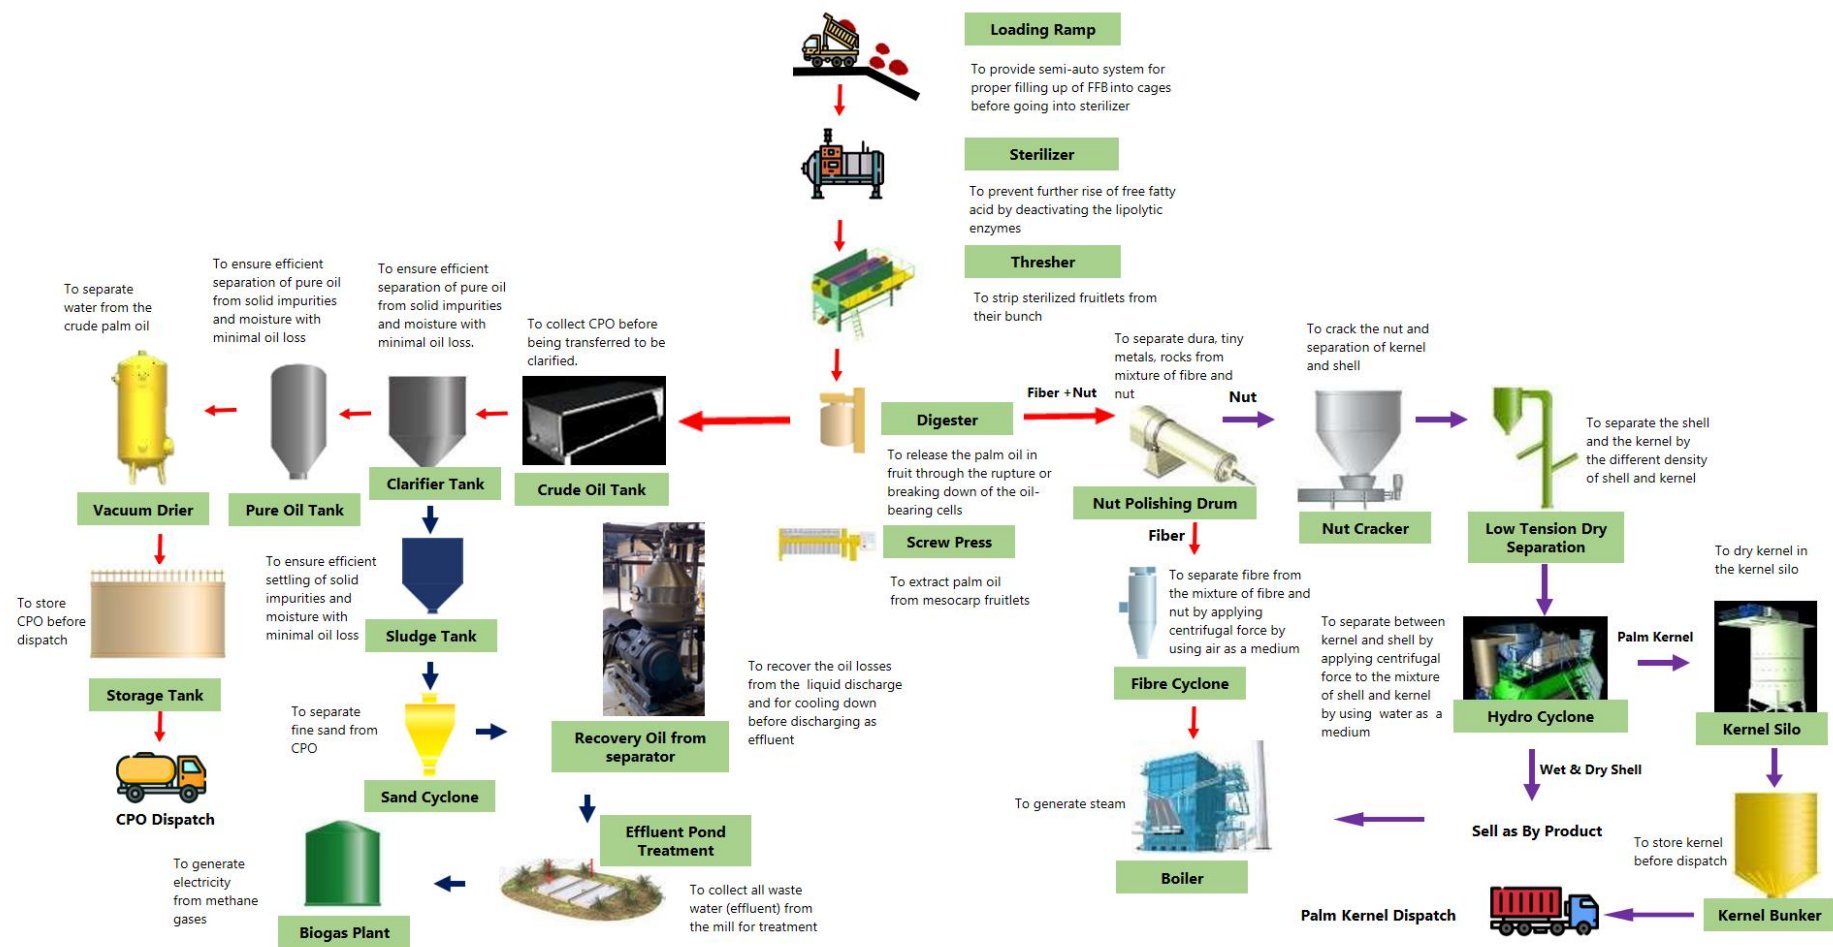 Loading Ramp
To provide semi-auto system for
proper filling up of FFB into cages
before going into sterilizer
Sterilizer
To prevent further rise of free fatty
acid by deactivating the lipolytic
enzymes
Thresher
To strip sterilized fruitlets from
their bunch
To separate
water from the
crude palm oil
Vacuum Drier
To ensure efficient
separation of pure oil
from solid impurities
and moisture with
minimal oil loss
Pure Oil Tank
To ensure efficient
separation of pure oil
from solid impurities
and moisture with
minimal oil loss.
Clarifier Tank
To collect CPO before
being transferred to be
clarified.
Crude Oil Tank
Digester
To release the palm oil in
fruit through the rupture or
breaking down of the oil-
bearing cells
Screw Press
To extract palm oil
from mesocarp fruitlets
Fiber +Nut
To separate dura, tiny
metals, rocks from
mixture of fibre and
nut
Nut Polishing Drum
Nut
To crack the nut and
separation of kernel
and shell
Nut Cracker
To separate the shell
and the kernel by
the different density
of shell and kernel
Low Tension Dry
Separation
To store
CPO before
dispatch
Storage Tank
CPO Dispatch
To ensure efficient
settling of solid
impurities and
moisture with
minimal oil loss
Sludge Tank
To separate
fine sand from
CPO
Sand Cyclone
Recovery Oil from
separator
To recover the oil losses
from the liquid discharge
and for cooling down
before discharging as
effluent
Effluent Pond
Treatment
To collect all waste
water (effluent) from
the mill for treatment
To generate
electricity
from methane
gases
Biogas Plant
Fiber
To separate fibre from
the mixture of fibre and
nut by applying
centrifugal force by
using air as a medium
Fibre Cyclone
To generate steam
Boiler
To separate between
kernel and shell by
applying centrifugal
force to the mixture
of shell and kernel
by using water as a
medium
Hydro Cyclone
Palm Kernel
To dry kernel in
the kernel silo
Kernel Silo
Wet & Dry Shell
Sell as By Product
To store kernel
before dispatch
Kernel Bunker
Palm Kernel Dispatch